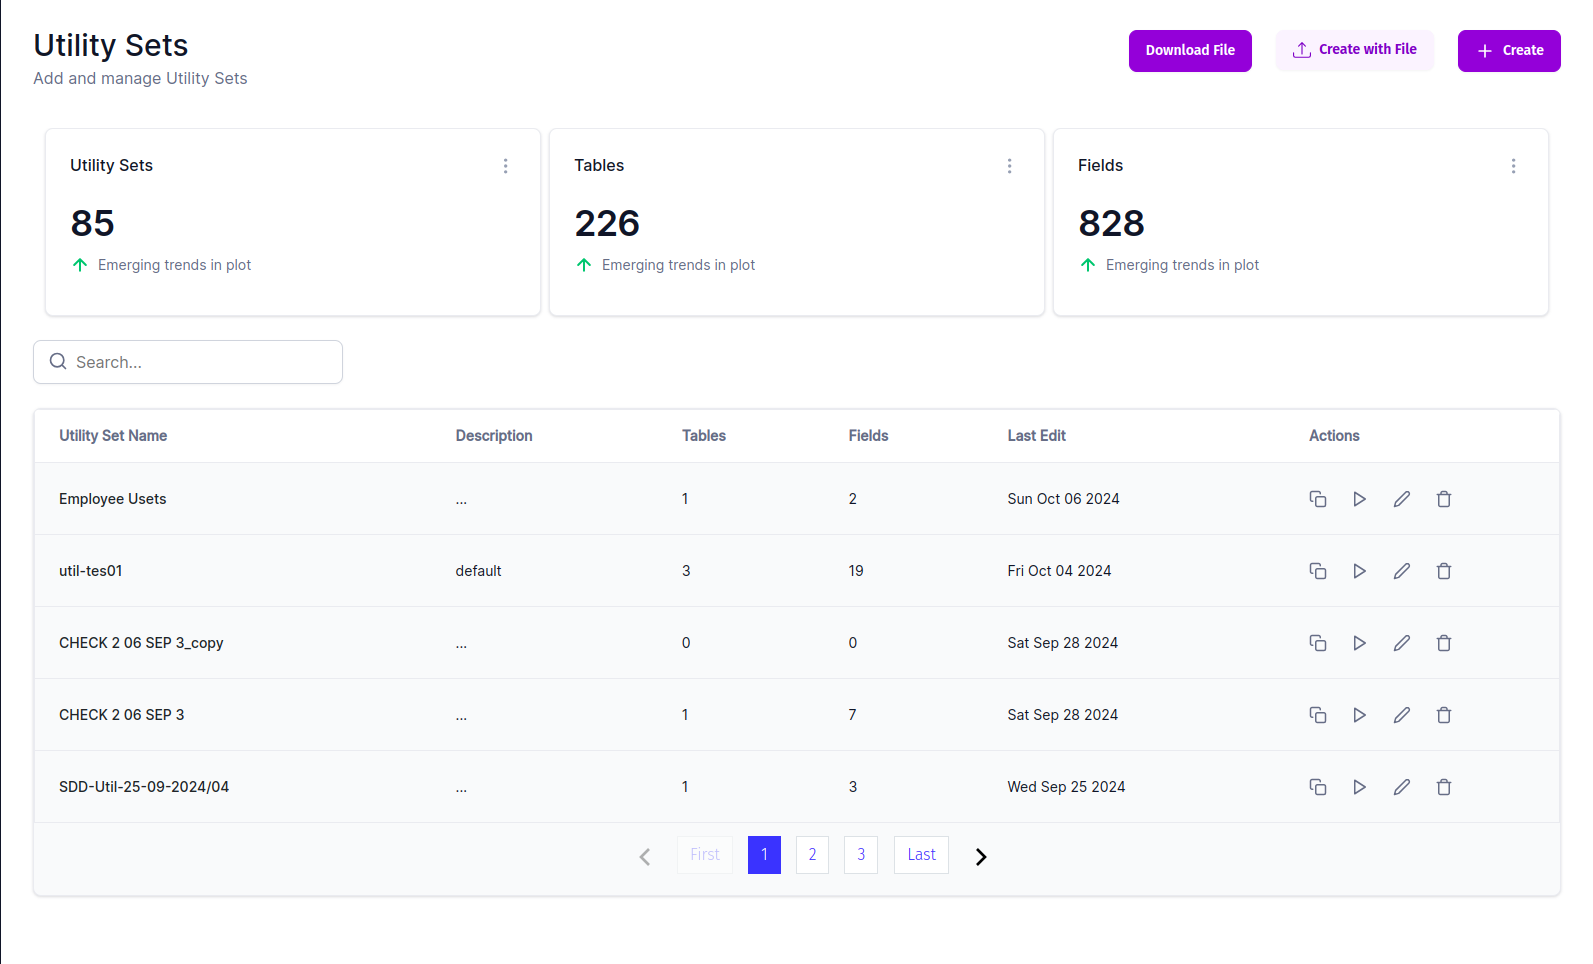 Utility Sets
Add and manage Utility Sets
Download File
Create with File
Create
Utility Sets
85
Emerging trends in plot
Tables
226
Emerging trends in plot
Fields
828
Emerging trends in plot
Search...
Utility Set Name Description Tables Fields Last Edit Actions
Employee Usets ... 1 2 Sun Oct 06 2024
util-tes01 default 3 19 Fri Oct 04 2024
CHECK 2 06 SEP 3_copy ... 0 0 Sat Sep 28 2024
CHECK 2 06 SEP 3 ... 1 7 Sat Sep 28 2024
SDD-Util-25-09-2024/04 ... 1 3 Wed Sep 25 2024
First 1 2 3 Last